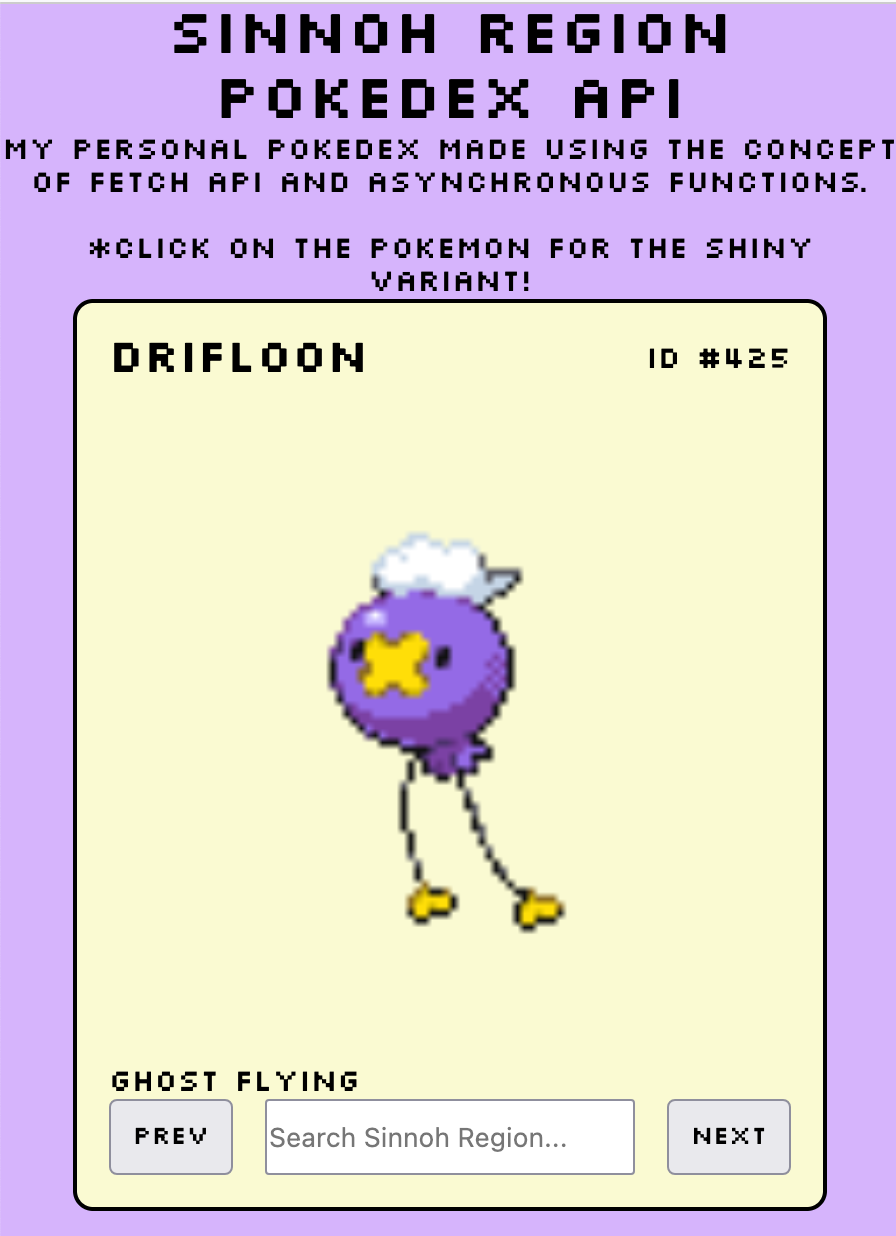 SINNOH REGION
POKEDEX API
MY PERSONAL POKEDEX MADE USING THE CONCEPT
OF FETCH API AND ASYNCHRONOUS FUNCTIONS.
*CLICK ON THE POKEMON FOR THE SHINY
VARIANT!
DRIFLOON ID #425
GHOST FLYING
PREV Search Sinnoh Region... NEXT